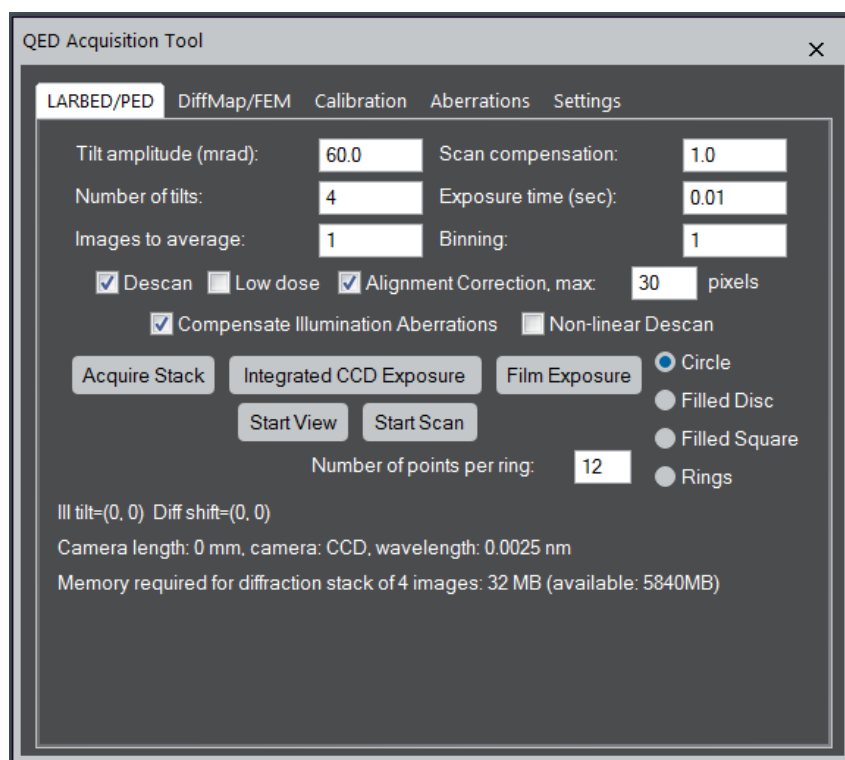 QED Acquisition Tool
×
LARBED/PED DiffMap/FEM Calibration Aberrations Settings
Tilt amplitude (mrad): 60.0 Scan compensation: 1.0
Number of tilts: 4 Exposure time (sec): 0.01
Images to average: 1 Binning: 1
Descan Low dose Alignment Correction, max: 30 pixels
Compensate Illumination Aberrations Non-linear Descan
Acquire Stack Integrated CCD Exposure Film Exposure Circle
Filled Disc
Start View Start Scan
Filled Square
Number of points per ring: 12
Rings
Ill tilt=(0, 0) Diff shift=(0, 0)
Camera length: 0 mm, camera: CCD, wavelength: 0.0025 nm
Memory required for diffraction stack of 4 images: 32 MB (available: 5840MB)